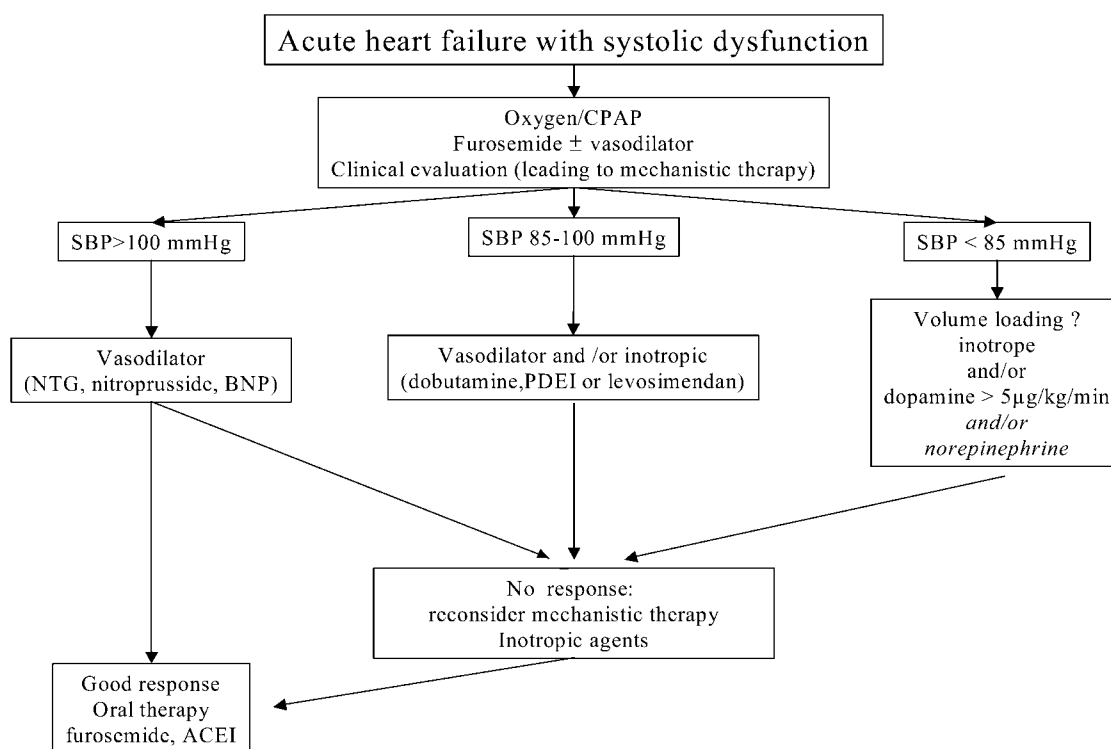 Acute heart failure with systolic dysfunction
Oxygen/CPAP
Furosemide ± vasodilator
Clinical evaluation (leading to mechanistic therapy)
SBP>100 mmHg
SBP 85-100 mmHg
SBP < 85 mmHg
Vasodilator
(NTG, nitroprusside, BNP)
Vasodilator and /or inotropic
(dobutamine,PDEI or levosimendan)
Volume loading ?
inotrope
and/or
dopamine > 5µg/kg/min
and/or
norepinephrine
No response:
reconsider mechanistic therapy
Inotropic agents
Good response
Oral therapy
furosemide, ACEI